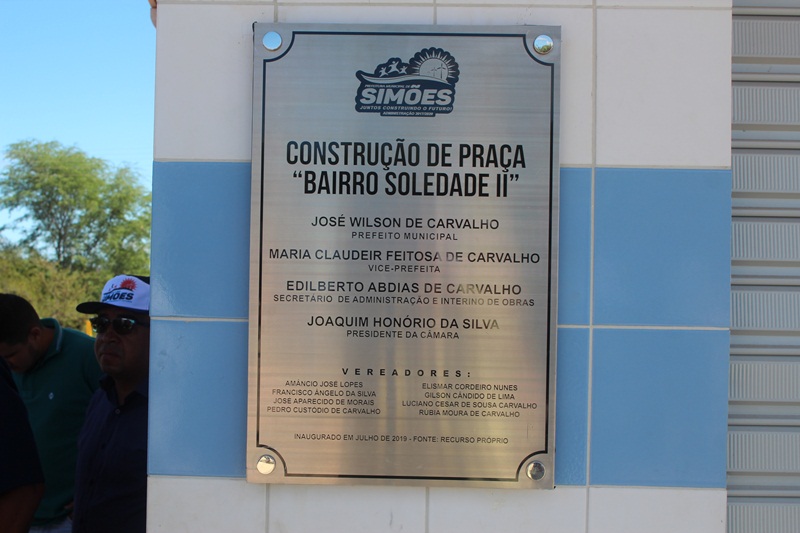 PREFEITURA MUNICIPAL DE
SIMÕES
JUNTOS CONSTRUINDO O FUTURO!
CONSTRUÇÃO DE PRAÇA
“BAIRRO SOLEDADE II”
JOSÉ WILSON DE CARVALHO
PREFEITO MUNICIPAL
MARIA CLAUDEIR FEITOSA DE CARVALHO
VICE-PREFEITA
EDILBERTO ABDIAS DE CARVALHO
SECRETÁRIO DE ADMINISTRAÇÃO E INTERINO DE OBRAS
JOAQUIM HONÓRIO DA SILVA
PRESIDENTE DA CÂMARA
VEREADORES:
AMÂNCIO JOSÉ LOPES
FRANCISCO ÂNGELO DA SILVA
JOSÉ APARECIDO DE MORAIS
PEDRO CUSTÓDIO DE CARVALHO
ELISMAR CORDEIRO NUNES
GILSON CÂNDIDO DE LIMA
LUCIANO CESAR DE SOUSA CARVALHO
RUBIA MOURA DE CARVALHO
INAUGURADO EM JULHO DE 2019 - FONTE: RECURSO PRÓPRIO
SIMÕES